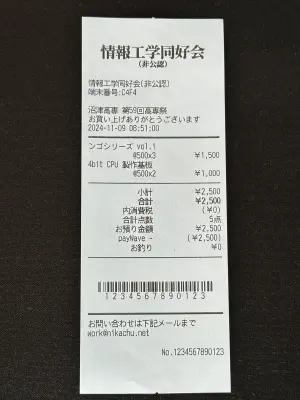 情報工学同好会
(非公認)
情報工学同好会(非公認)
端末番号:C4F4
沼津高専 第59回高専祭
お買い上げありがとうございます
2024-11-09 08:51:00
ンゴシリーズ vol.1
@500x3 ¥1,500
4bit CPU 製作基板
@500x2 ¥1,000
小計 ¥2,500
合計 ¥2,500
内消費税 (¥0)
合計点数 5点
お預り金額 ¥2,500
payNave - (¥2,500)
お釣り ¥0
1234567890123
お問い合わせは下記メールまで
work@nikachu.net
No.1234567890123